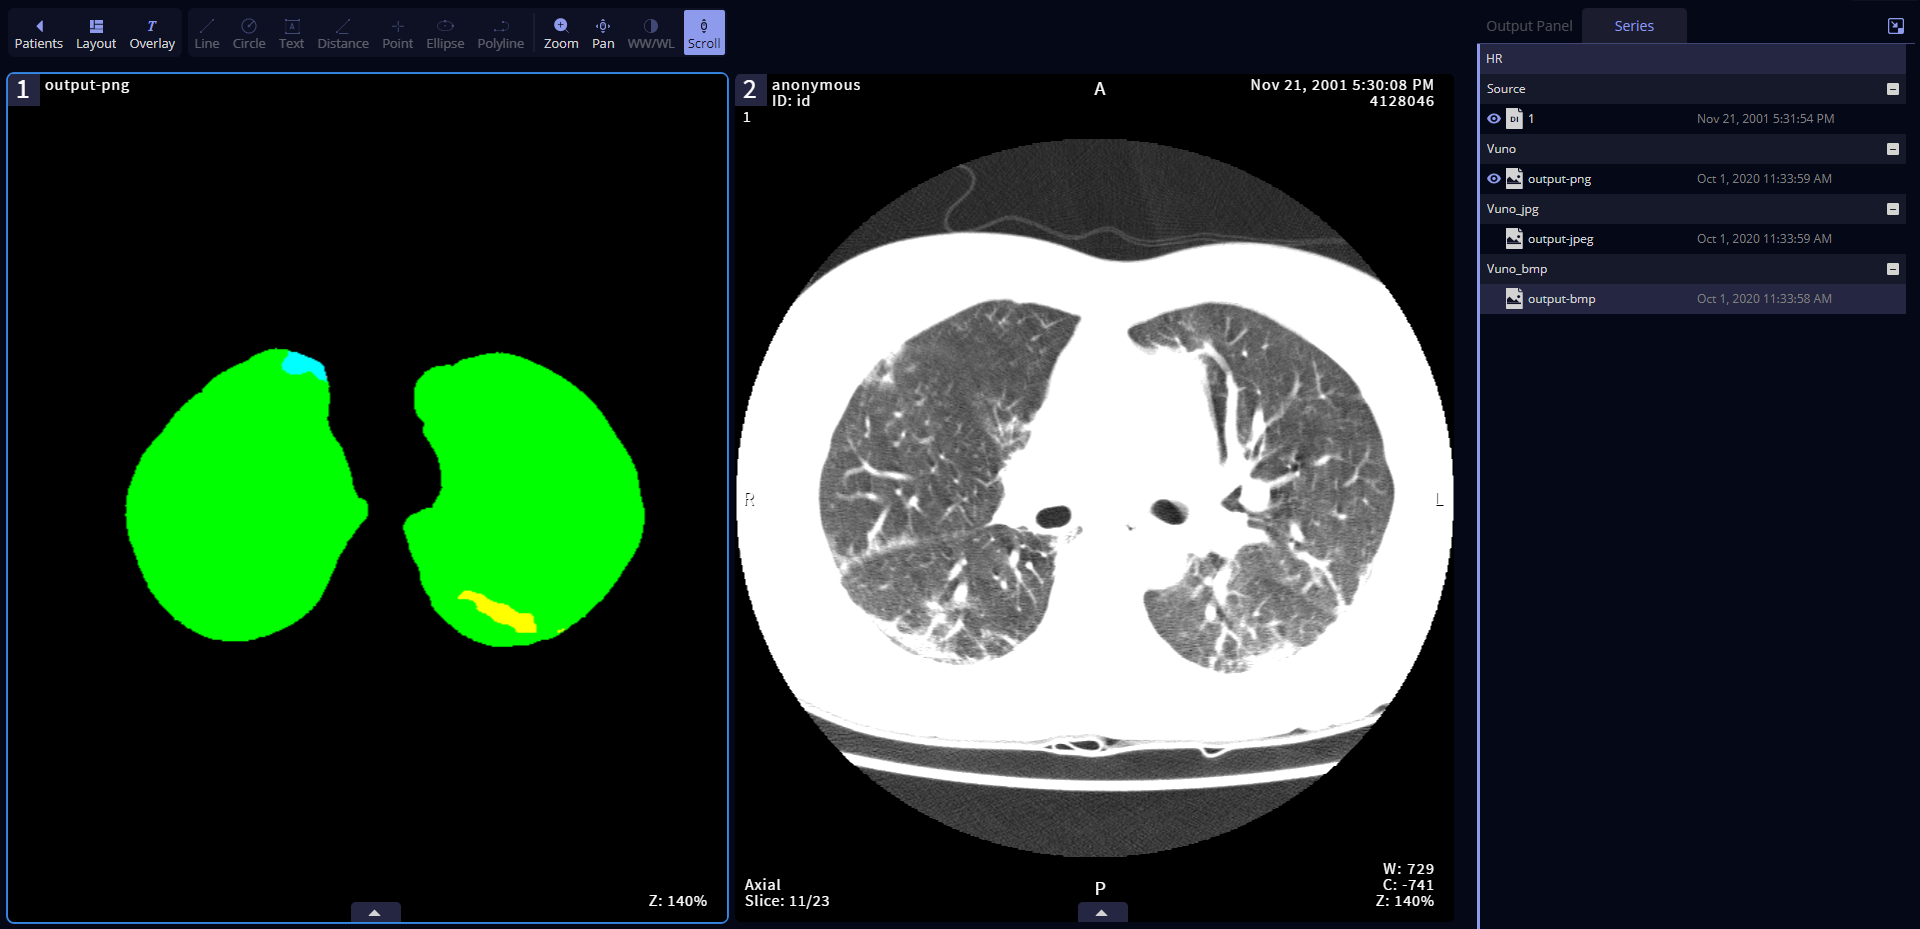 Patients Layout Overlay Line Circle Text Distance Point Ellipse Polyline Zoom Pan WW/WL Scroll
1 output-png
Z: 140%
2 anonymous
ID: id
1
A
Nov 21, 2001 5:30:08 PM
4128046
R
L
Axial
Slice: 11/23
P
W: 729
C: -741
Z: 140%
Output Panel Series
HR
Source
DI 1 Nov 21, 2001 5:31:54 PM
Vuno
output-png Oct 1, 2020 11:33:59 AM
Vuno_jpg
output-jpeg Oct 1, 2020 11:33:59 AM
Vuno_bmp
output-bmp Oct 1, 2020 11:33:58 AM